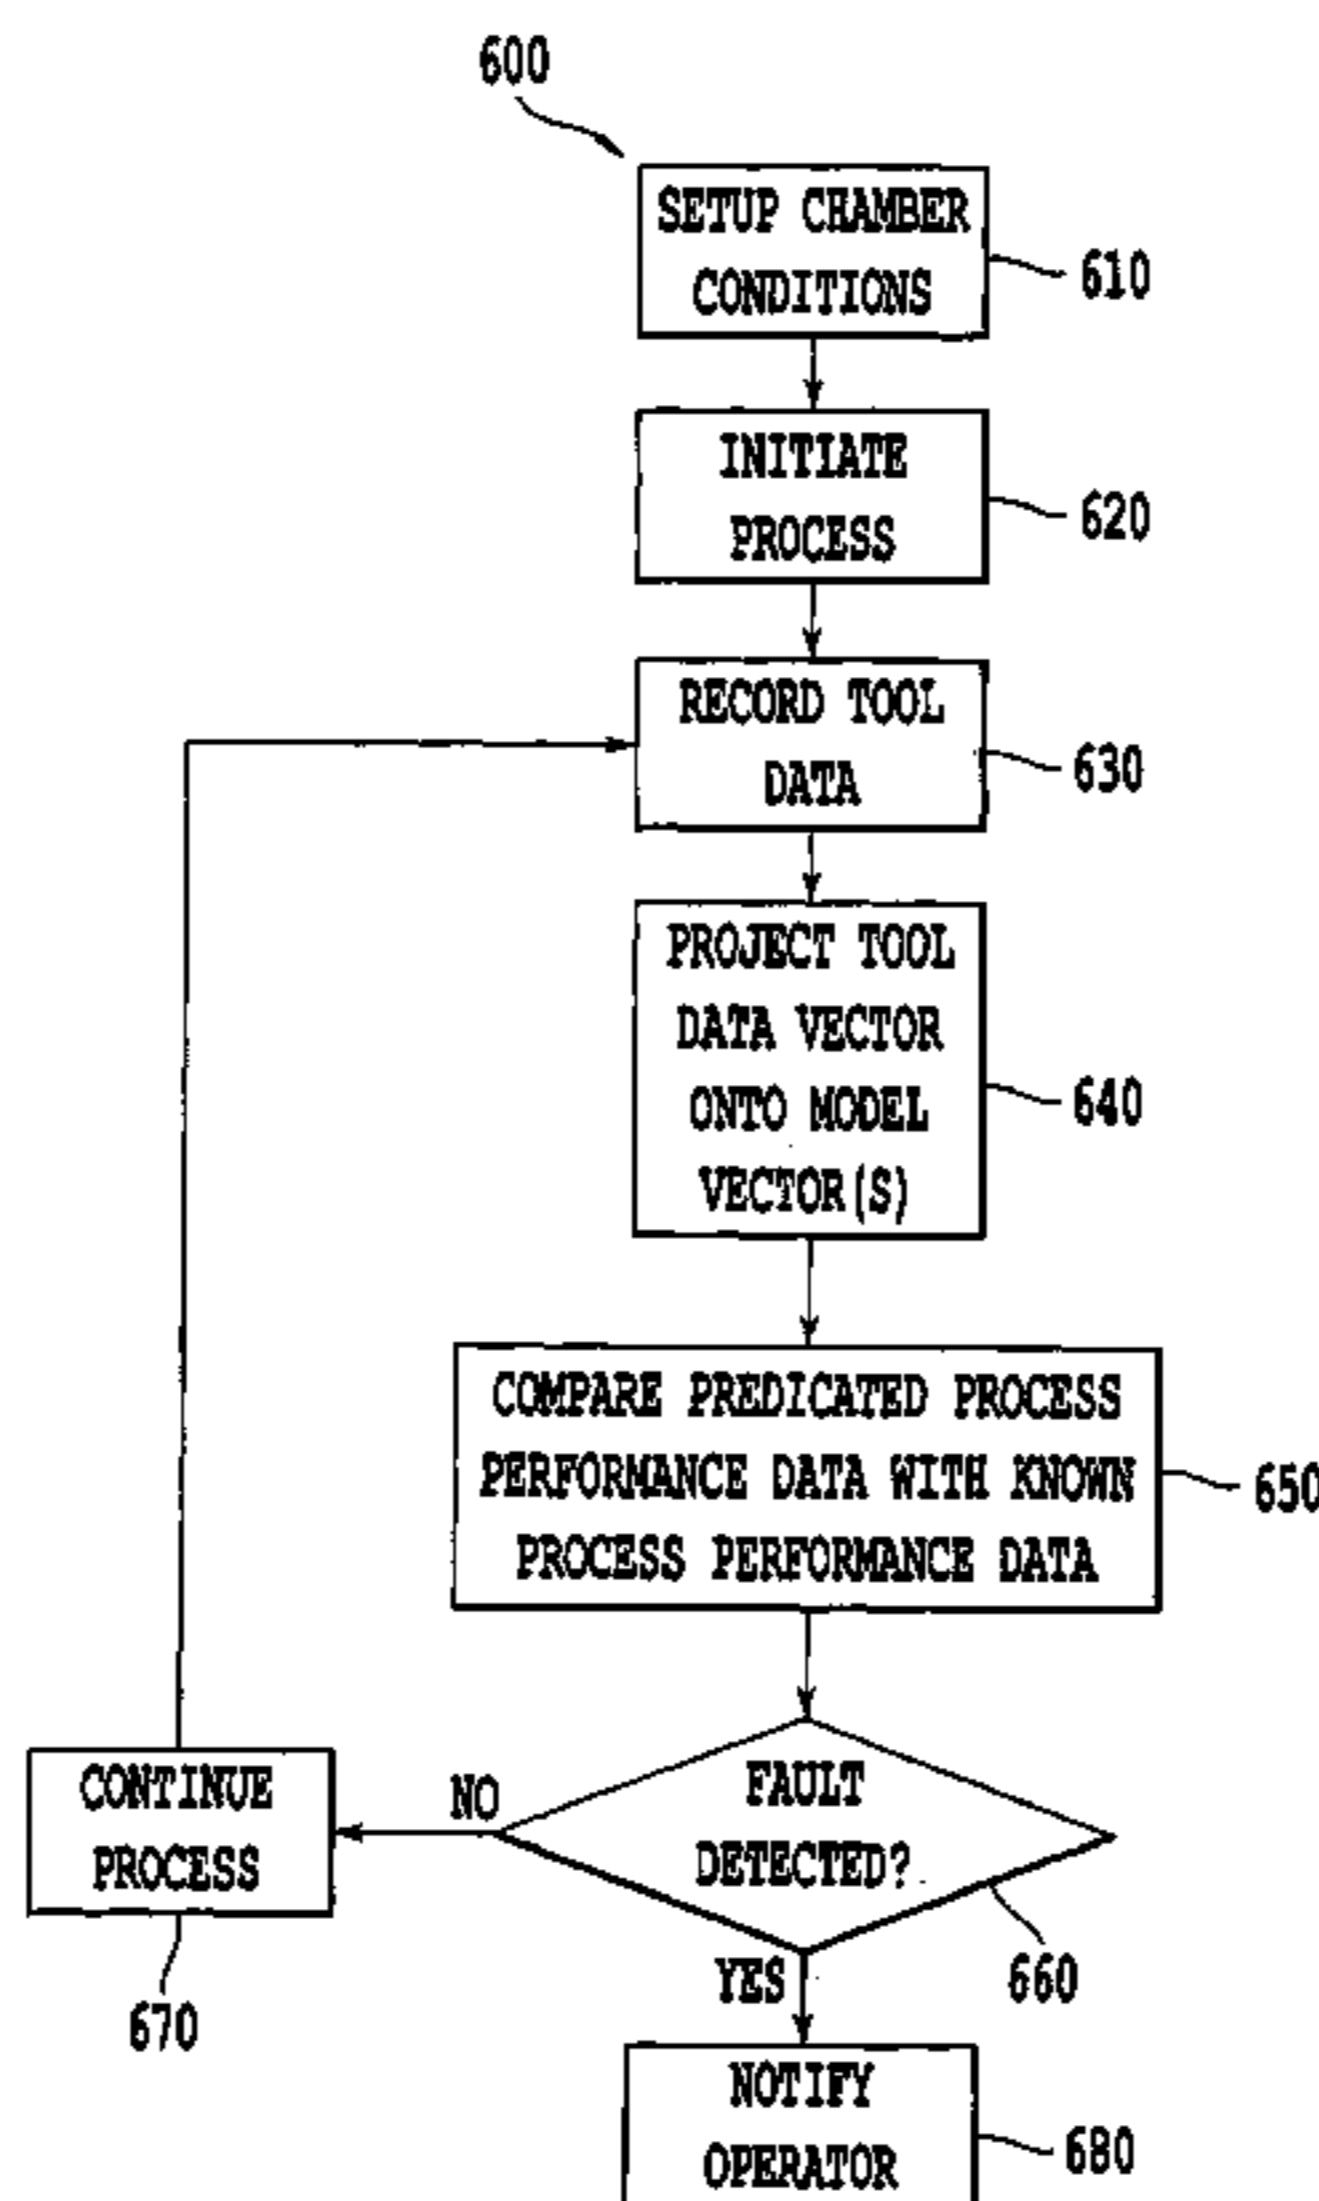 600
SETUP CHAMBER
CONDITIONS
610
INITIATE
PROCESS
620
RECORD TOOL
DATA
630
PROJECT TOOL
DATA VECTOR
ONTO MODEL
VECTOR(S)
640
COMPARE PREDICATED PROCESS
PERFORMANCE DATA WITH KNOWN
PROCESS PERFORMANCE DATA
650
FAULT
DETECTED?
660
NO
CONTINUE
PROCESS
670
YES
NOTIFY
OPERATOR
680